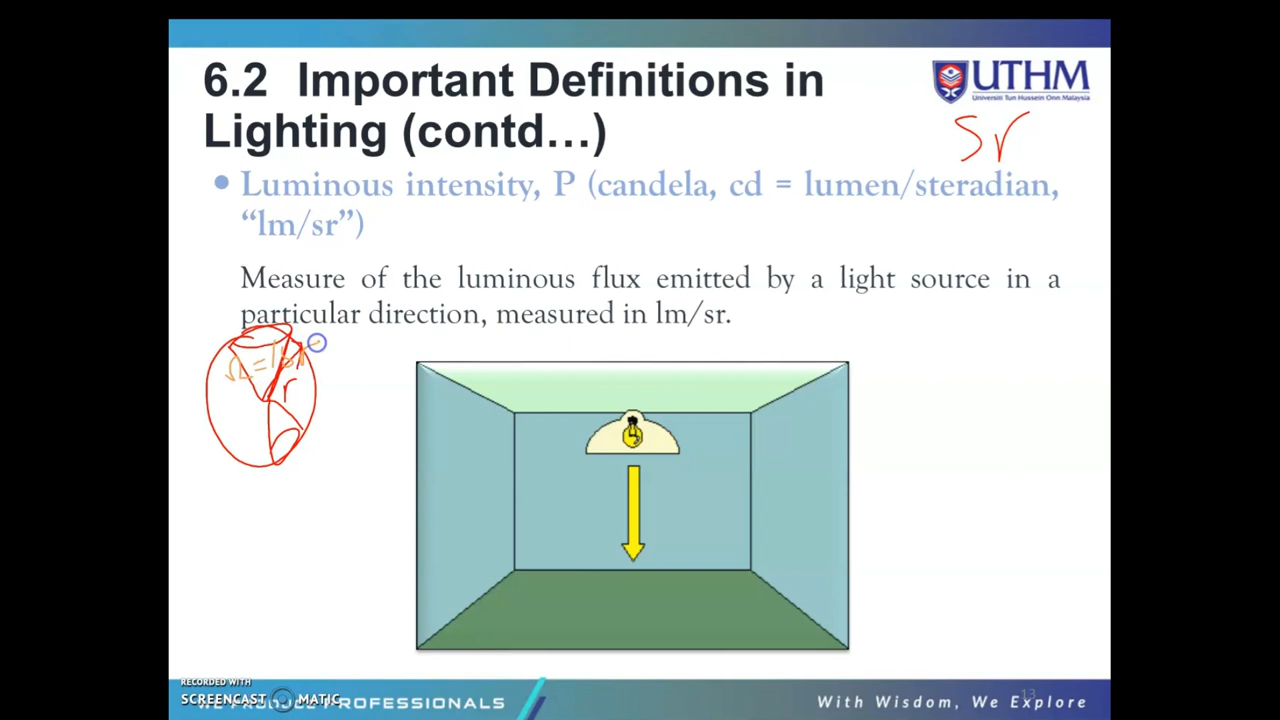 6.2 Important Definitions in
Lighting (contd...)
UTHM
Universiti Tun Hussein Onn Malaysia
sr
• Luminous intensity, P (candela, cd = lumen/steradian,
“lm/sr”)
Measure of the luminous flux emitted by a light source in a
particular direction, measured in lm/sr.
r
RECORDED WITH
SCREENCAST MATIC
PRODUCE PROFESSIONALS
With Wisdom, We Explore
13